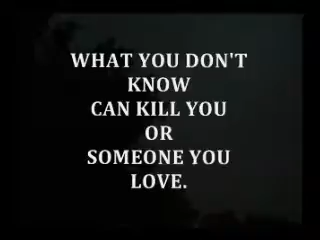 WHAT YOU DON'T
KNOW
CAN KILL YOU
OR
SOMEONE YOU
LOVE.